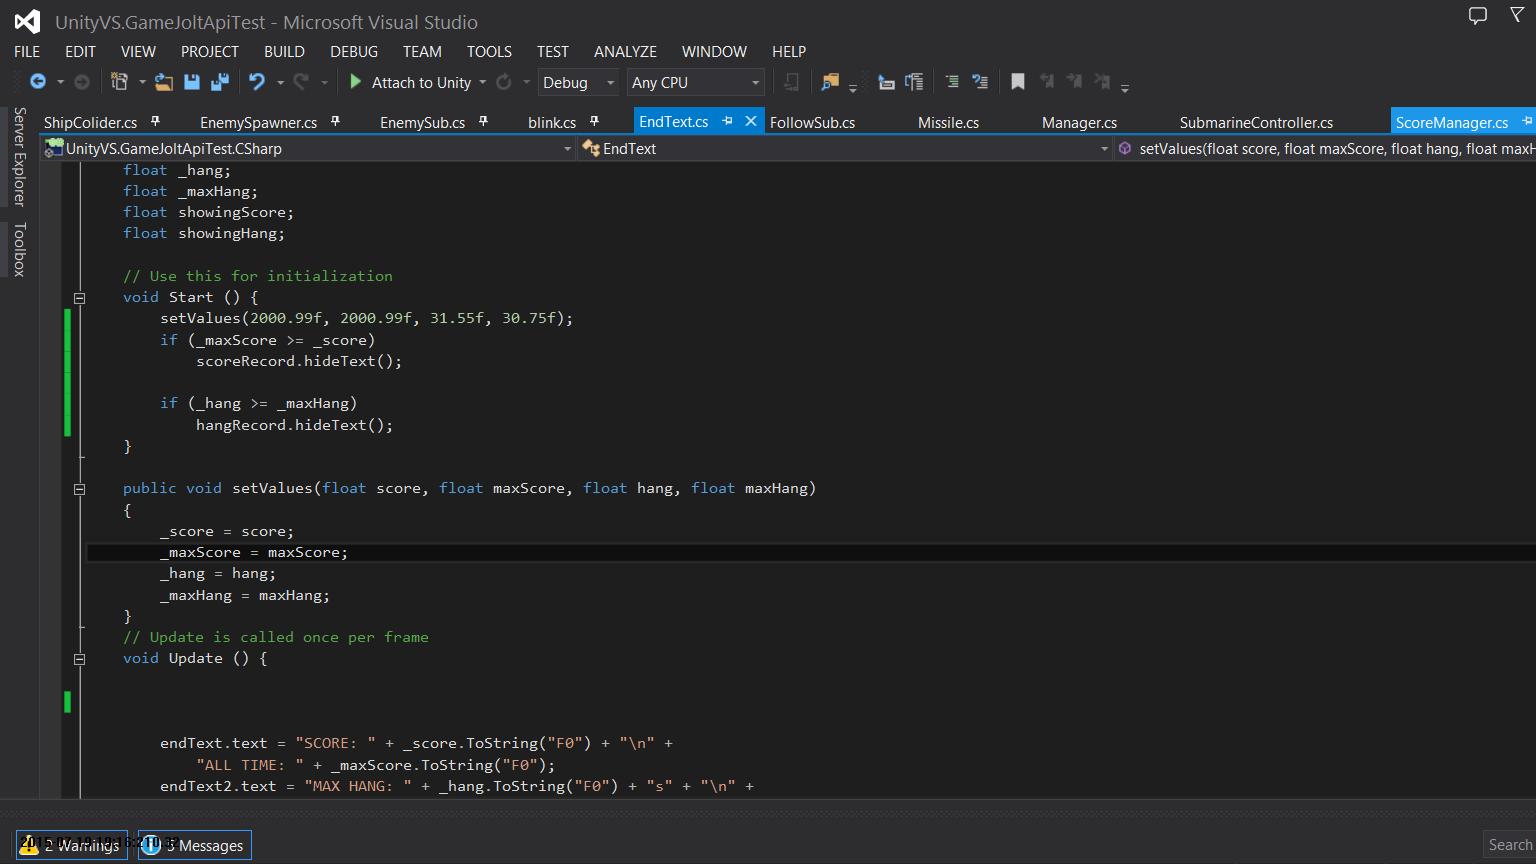 UnityVS.GameJoltApiTest - Microsoft Visual Studio
FILE EDIT VIEW PROJECT BUILD DEBUG TEAM TOOLS TEST ANALYZE WINDOW HELP
Attach to Unity Debug Any CPU
Server Explorer
Toolbox
ShipColider.cs EnemySpawner.cs EnemySub.cs blink.cs EndText.cs FollowSub.cs Missile.cs Manager.cs SubmarineController.cs ScoreManager.cs
UnityVS.GameJoltApiTest.CSharp EndText setValues(float score, float maxScore, float hang, float maxH
float _hang;
float _maxHang;
float showingScore;
float showingHang;
// Use this for initialization
void Start () {
setValues(2000.99f, 2000.99f, 31.55f, 30.75f);
if (_maxScore >= _score)
scoreRecord.hideText();
if (_hang >= _maxHang)
hangRecord.hideText();
}
public void setValues(float score, float maxScore, float hang, float maxHang)
{
_score = score;
_maxScore = maxScore;
_hang = hang;
_maxHang = maxHang;
}
// Update is called once per frame
void Update () {
endText.text = "SCORE: " + _score.ToString("F0") + "\n" +
"ALL TIME: " + _maxScore.ToString("F0");
endText2.text = "MAX HANG: " + _hang.ToString("F0") + "s" + "\n" +
2 Warnings 3 Messages
Search